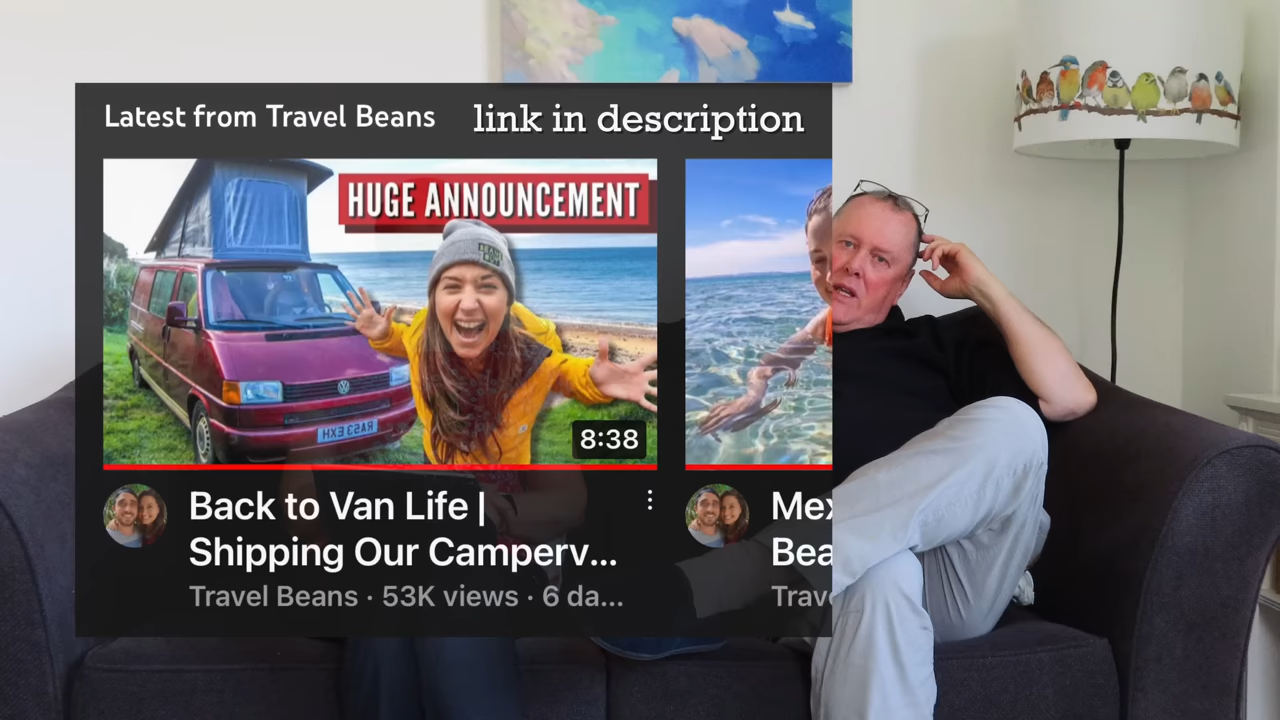 Latest from Travel Beans
link in description
HUGE ANNOUNCEMENT
8:38
Back to Van Life |
Shipping Our Camperv...
Travel Beans · 53K views · 6 da...
Mex
Bea
Trav